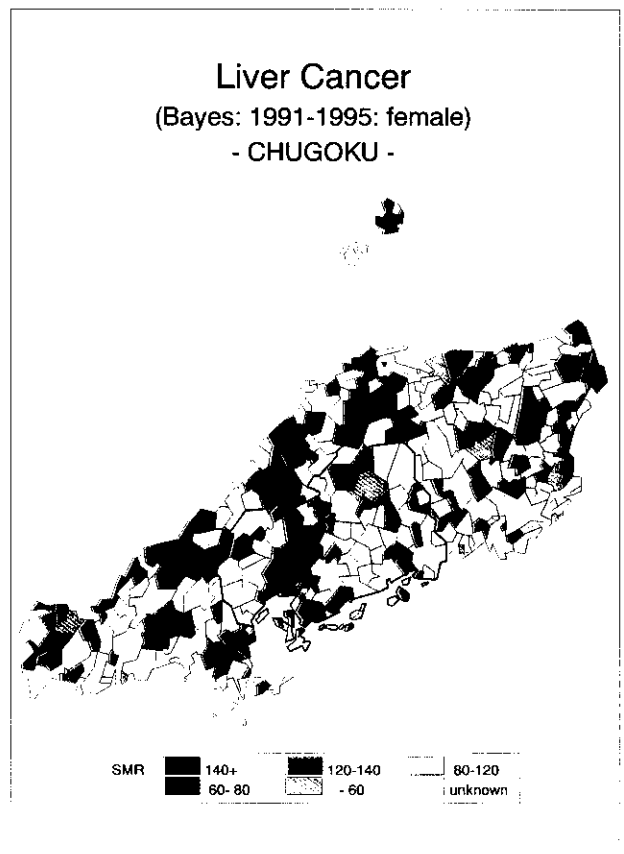 Liver Cancer
(Bayes: 1991-1995: female)
- CHUGOKU -
SMR 140+ 120-140 80-120
60- 80 - 60 unknown